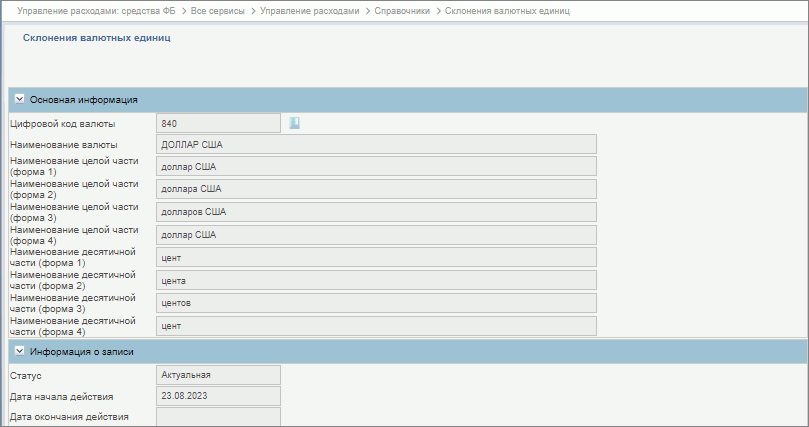 Управление расходами: средства ФБ > Все сервисы > Управление расходами > Справочники > Склонения валютных единиц
Склонения валютных единиц
Основная информация
Цифровой код валюты 840
Наименование валюты ДОЛЛАР США
Наименование целой части
(форма 1) доллар США
Наименование целой части
(форма 2) доллара США
Наименование целой части
(форма 3) долларов США
Наименование целой части
(форма 4) доллар США
Наименование десятичной
части (форма 1) цент
Наименование десятичной
части (форма 2) цента
Наименование десятичной
части (форма 3) центов
Наименование десятичной
части (форма 4) цент
Информация о записи
Статус Актуальная
Дата начала действия 23.08.2023
Дата окончания действия